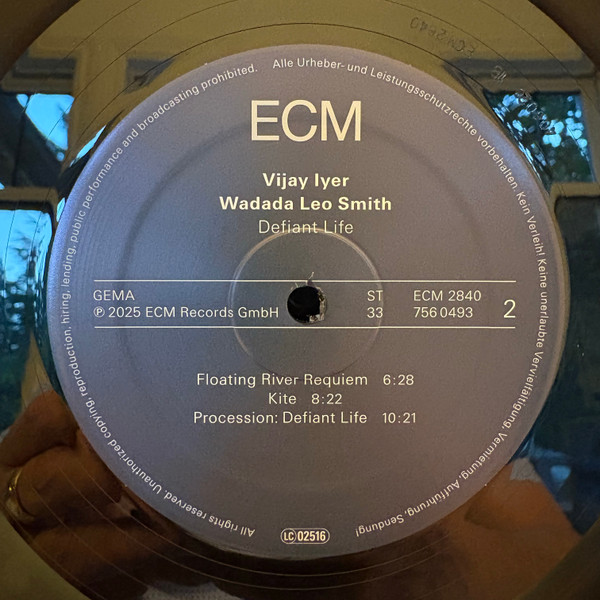 ECM
Vijay Iyer
Wadada Leo Smith
Defiant Life
GEMA ST ECM 2840
℗ 2025 ECM Records GmbH 33 756 0493 2
Floating River Requiem 6:28
Kite 8:22
Procession: Defiant Life 10:21
LC 02516
All rights reserved. Unauthorized copying, reproduction, hiring, lending, public performance and broadcasting prohibited. Alle Urheber- und Leistungsschutzrechte vorbehalten. Kein Verleih! Keine unerlaubte Vervielfältigung, Vermietung, Aufführung, Sendung!
ECM 2840